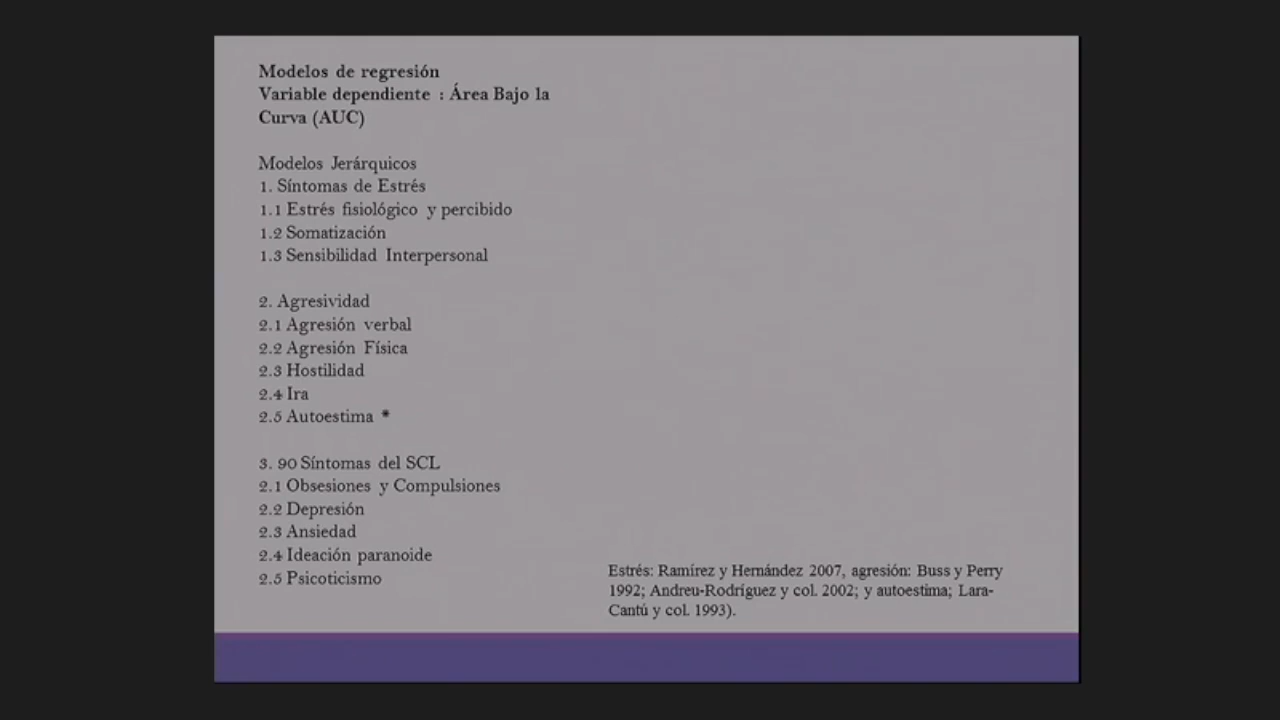 Modelos de regresión
Variable dependiente : Área Bajo la
Curva (AUC)
Modelos Jerárquicos
1. Síntomas de Estrés
1.1 Estrés fisiológico y percibido
1.2 Somatización
1.3 Sensibilidad Interpersonal
2. Agresividad
2.1 Agresión verbal
2.2 Agresión Física
2.3 Hostilidad
2.4 Ira
2.5 Autoestima *
3. 90 Síntomas del SCL
2.1 Obsesiones y Compulsiones
2.2 Depresión
2.3 Ansiedad
2.4 Ideación paranoide
2.5 Psicoticismo
Estrés: Ramírez y Hernández 2007, agresión: Buss y Perry
1992; Andreu-Rodríguez y col. 2002; y autoestima; Lara-
Cantú y col. 1993).